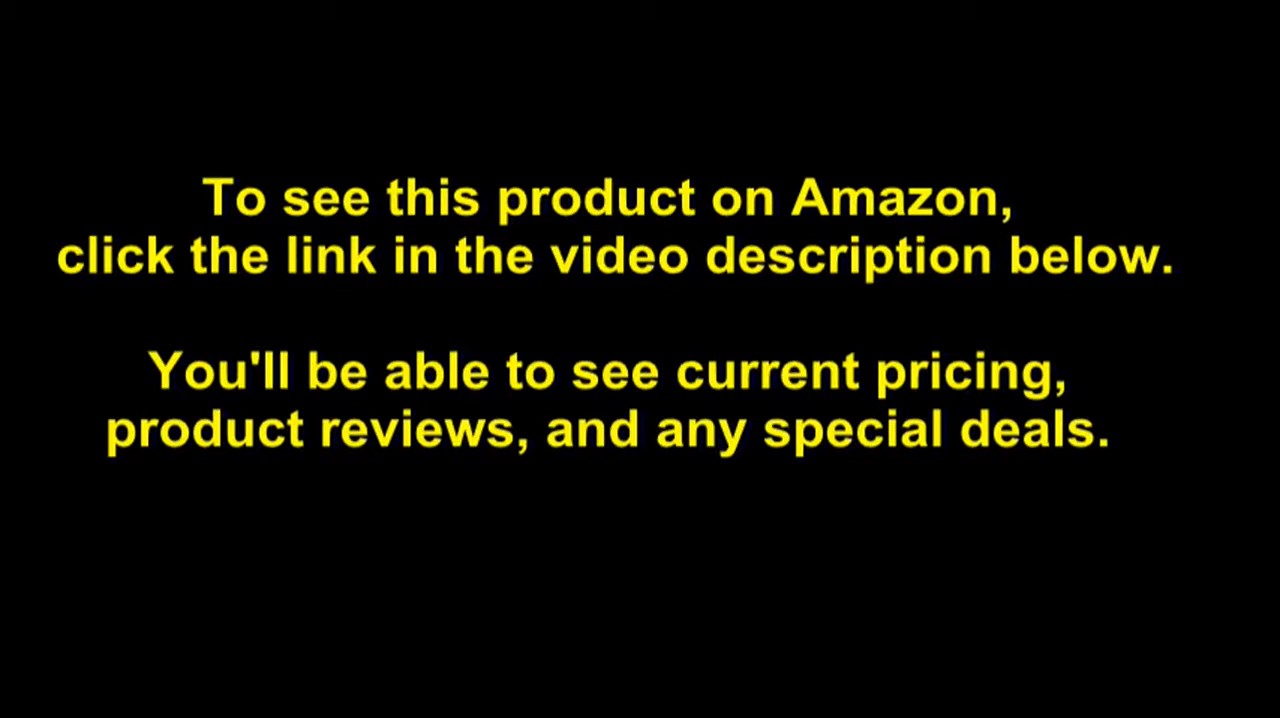 To see this product on Amazon,
click the link in the video description below.
You'll be able to see current pricing,
product reviews, and any special deals.